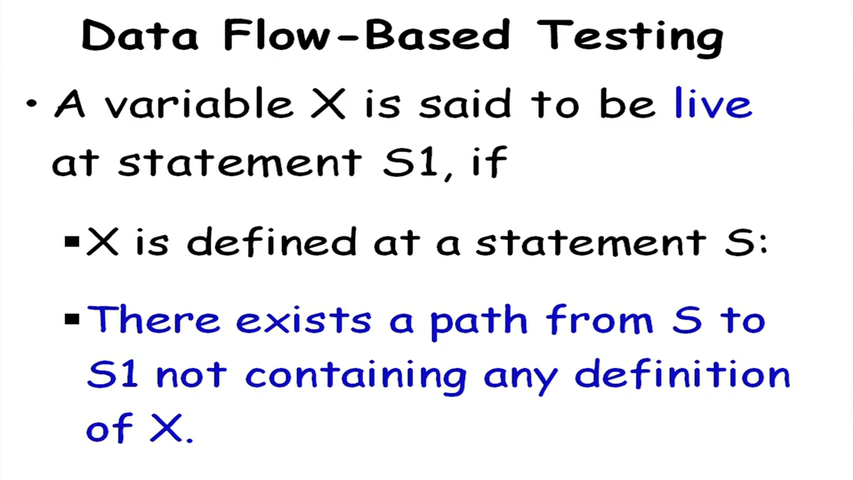 Data Flow-Based Testing
• A variable X is said to be live
at statement S1, if
▪X is defined at a statement S:
▪There exists a path from S to
S1 not containing any definition
of X.